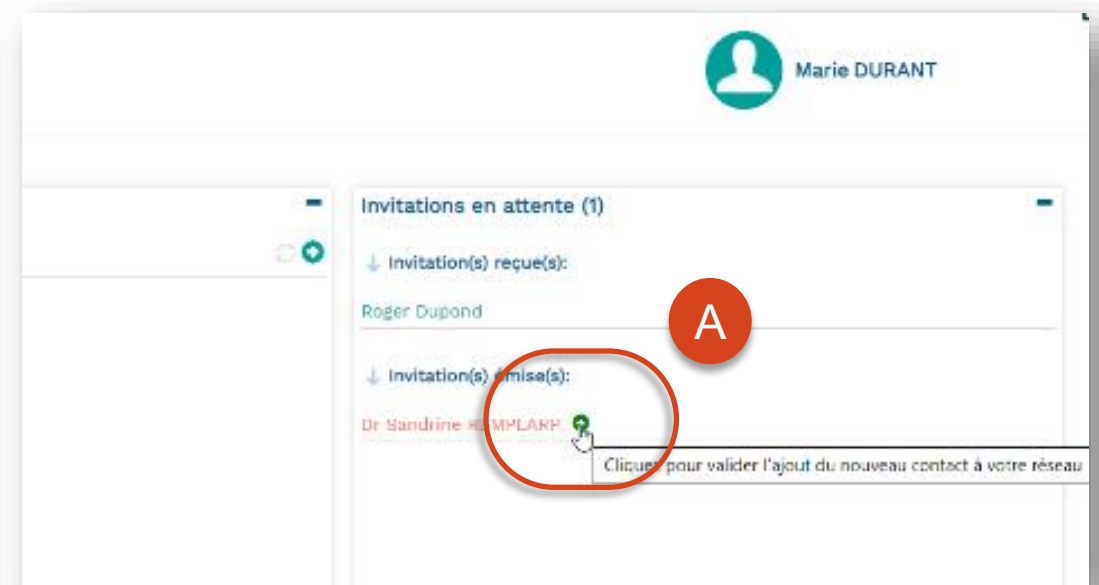 Marie DURANT
Invitations en attente (1)
Invitation(s) reçue(s):
Roger Dupond
A
Invitation(s) émise(s):
Dr Sandrine
Cliquez pour valider l'ajout du nouveau contact à votre réseau